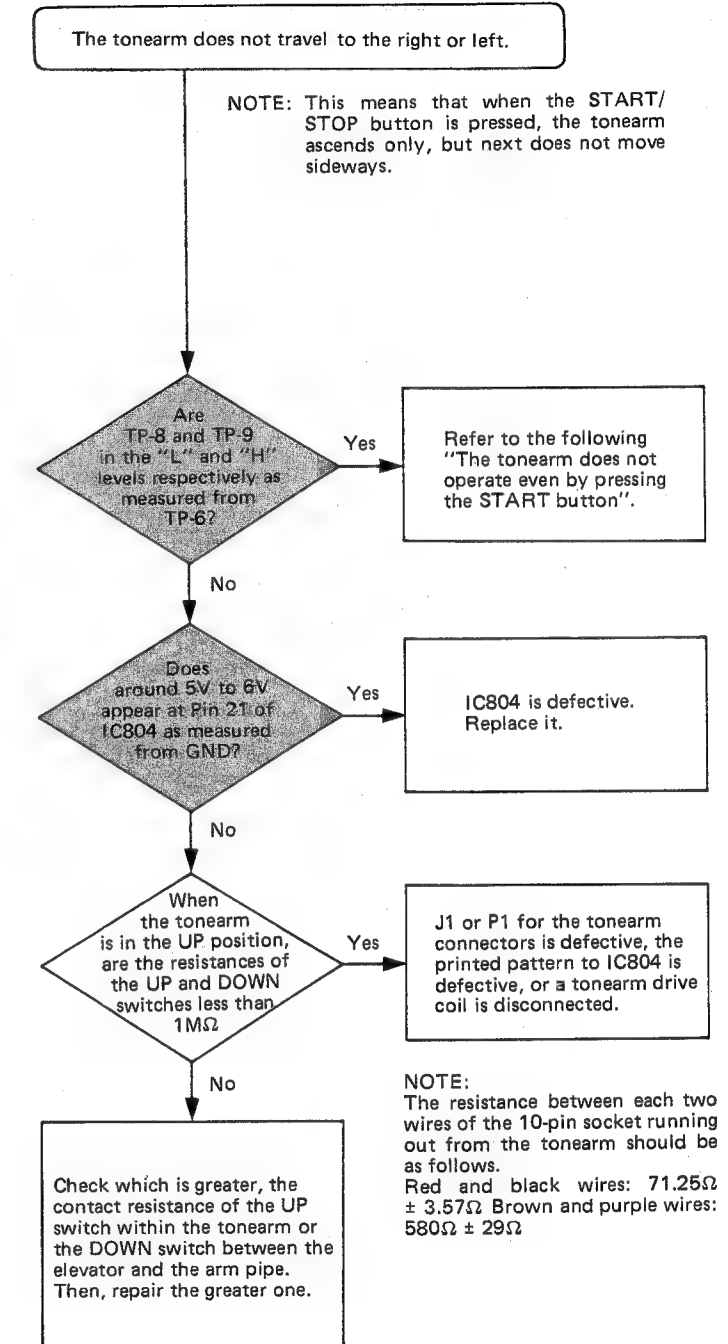 The tonearm does not travel to the right or left.
NOTE: This means that when the START/
STOP button is pressed, the tonearm
ascends only, but next does not move
sideways.
Are
TP-8 and TP-9
in the "L" and "H"
levels respectively as
measured from
TP-6?
Yes
Refer to the following
"The tonearm does not
operate even by pressing
the START button".
No
Does
around 5V to 6V
appear at Pin 21 of
IC804 as measured
from GND?
Yes
IC804 is defective.
Replace it.
No
When
the tonearm
is in the UP position,
are the resistances of
the UP and DOWN
switches less than
1MΩ
Yes
J1 or P1 for the tonearm
connectors is defective, the
printed pattern to IC804 is
defective, or a tonearm drive
coil is disconnected.
No
NOTE:
The resistance between each two
wires of the 10-pin socket running
out from the tonearm should be
as follows.
Red and black wires: 71.25Ω
± 3.57Ω Brown and purple wires:
580Ω ± 29Ω
Check which is greater, the
contact resistance of the UP
switch within the tonearm or
the DOWN switch between the
elevator and the arm pipe.
Then, repair the greater one.